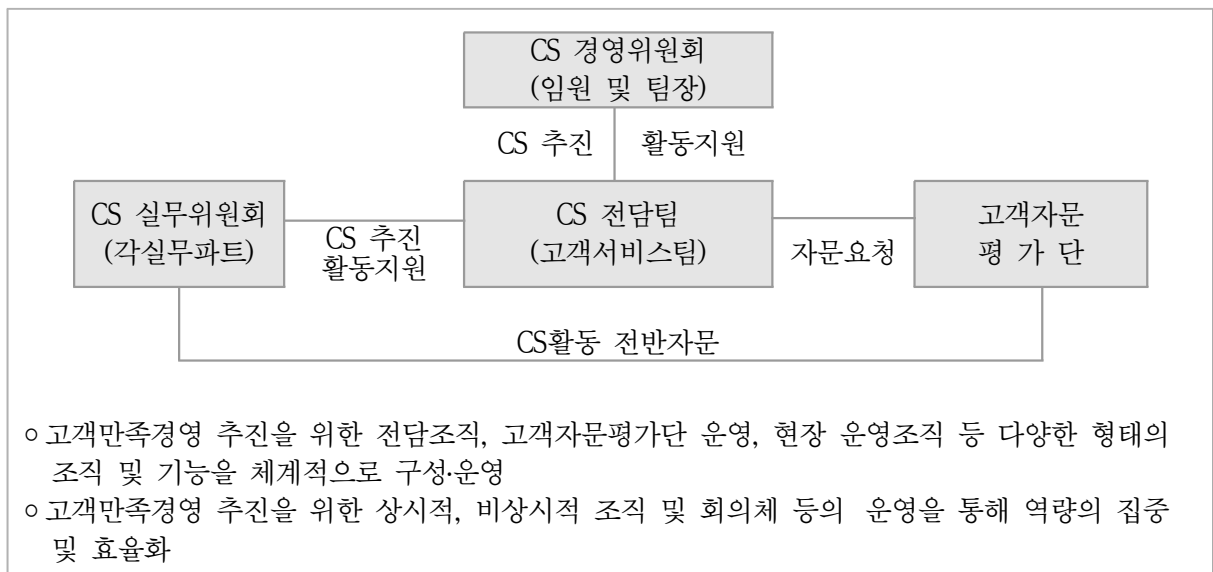 CS 경영위원회
(임원 및 팀장)
CS 추진 활동지원
CS 실무위원회
(각실무파트)
CS 추진
활동지원
CS 전담팀
(고객서비스팀)
자문요청
고객자문
평 가 단
CS활동 전반자문
○ 고객만족경영 추진을 위한 전담조직, 고객자문평가단 운영, 현장 운영조직 등 다양한 형태의
조직 및 기능을 체계적으로 구성·운영
○ 고객만족경영 추진을 위한 상시적, 비상시적 조직 및 회의체 등의 운영을 통해 역량의 집중
및 효율화